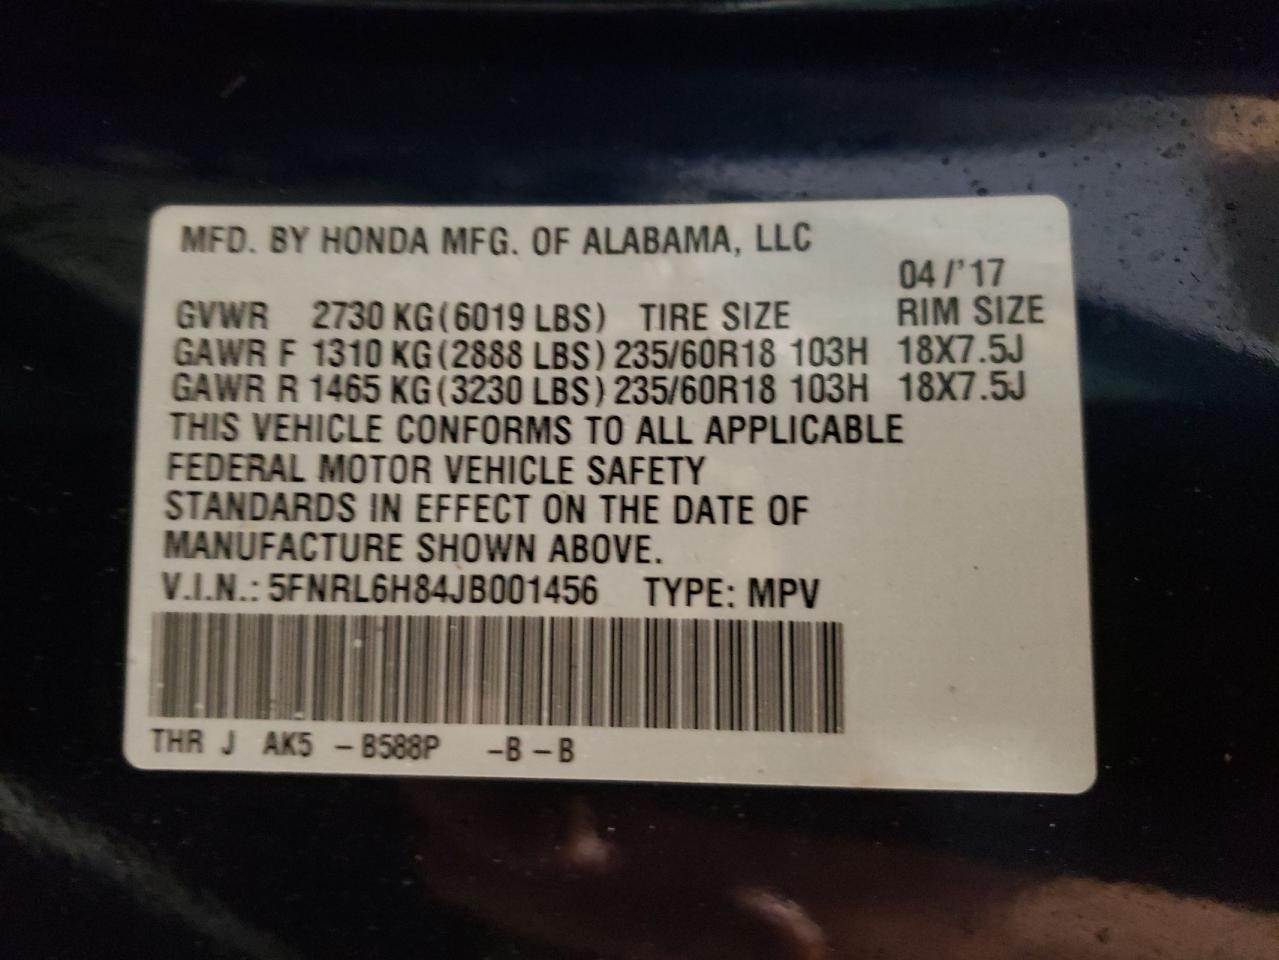 MFD. BY HONDA MFG. OF ALABAMA, LLC
04/'17
GVWR 2730 KG(6019 LBS) TIRE SIZE RIM SIZE
GAWR F 1310 KG(2888 LBS) 235/60R18 103H 18X7.5J
GAWR R 1465 KG(3230 LBS) 235/60R18 103H 18X7.5J
THIS VEHICLE CONFORMS TO ALL APPLICABLE
FEDERAL MOTOR VEHICLE SAFETY
STANDARDS IN EFFECT ON THE DATE OF
MANUFACTURE SHOWN ABOVE.
V.I.N.: 5FNRL6H84JB001456 TYPE: MPV
THR J AK5 -B588P -B-B